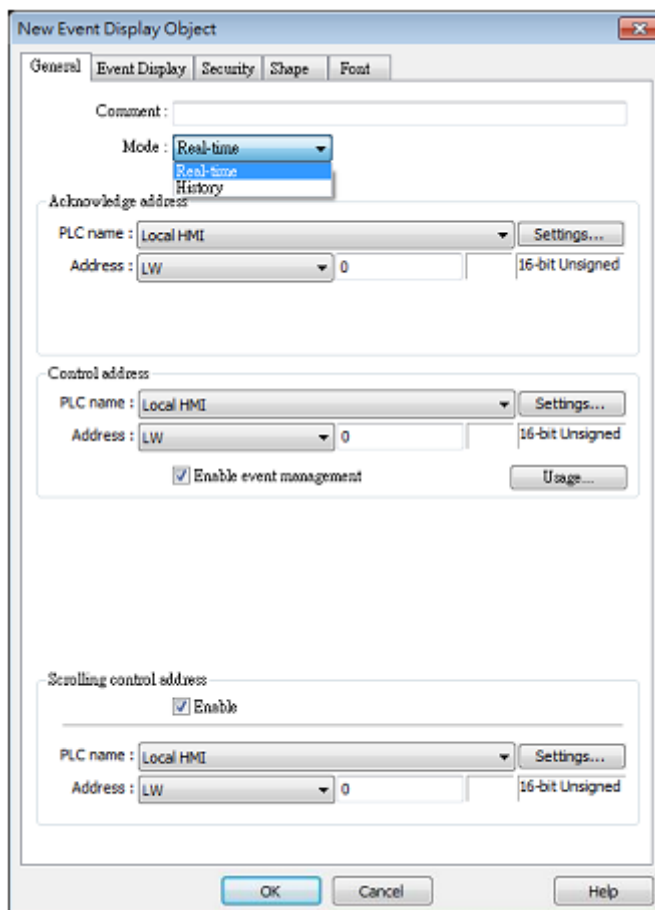 New Event Display Object
General Event Display Security Shape Font
Comment :
Mode : Real-time
Real-time
History
Acknowledge address
PLC name : Local HMI Settings...
Address : LW 0 16-bit Unsigned
Control address
PLC name : Local HMI Settings...
Address : LW 0 16-bit Unsigned
Enable event management Usage...
Scrolling control address
Enable
PLC name : Local HMI Settings...
Address : LW 0 16-bit Unsigned
OK Cancel Help